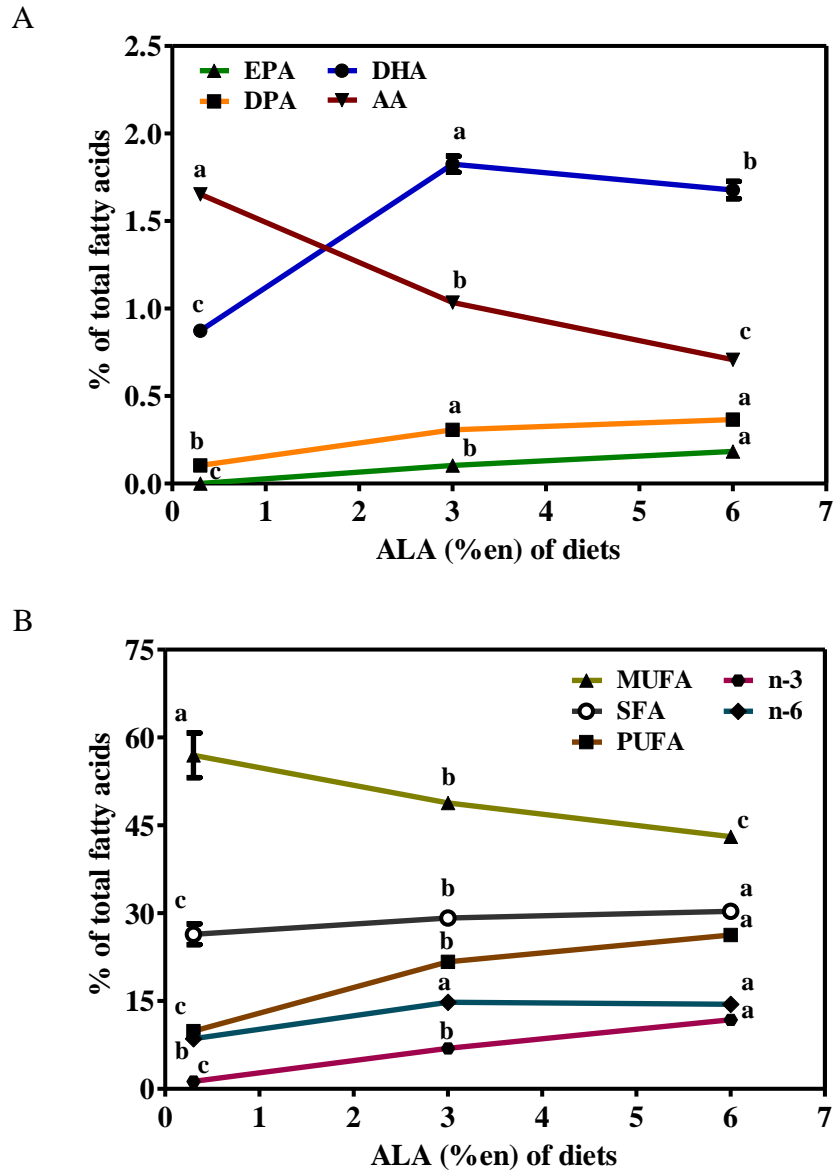 A
2.5
EPA DHA
DPA AA
2.0
a
b
a
1.5
% of total fatty acids
b
1.0
c
c
0.5
a
a
b
b
a
c
0.0
0 1 2 3 4 5 6 7
ALA (%en) of diets
B
75
MUFA n-3
SFA n-6
PUFA
a
60
b
c
45
% of total fatty acids
c
b
a
30
a
b
a
a
15
c
b
a
b
c
0
0 1 2 3 4 5 6 7
ALA (%en) of diets